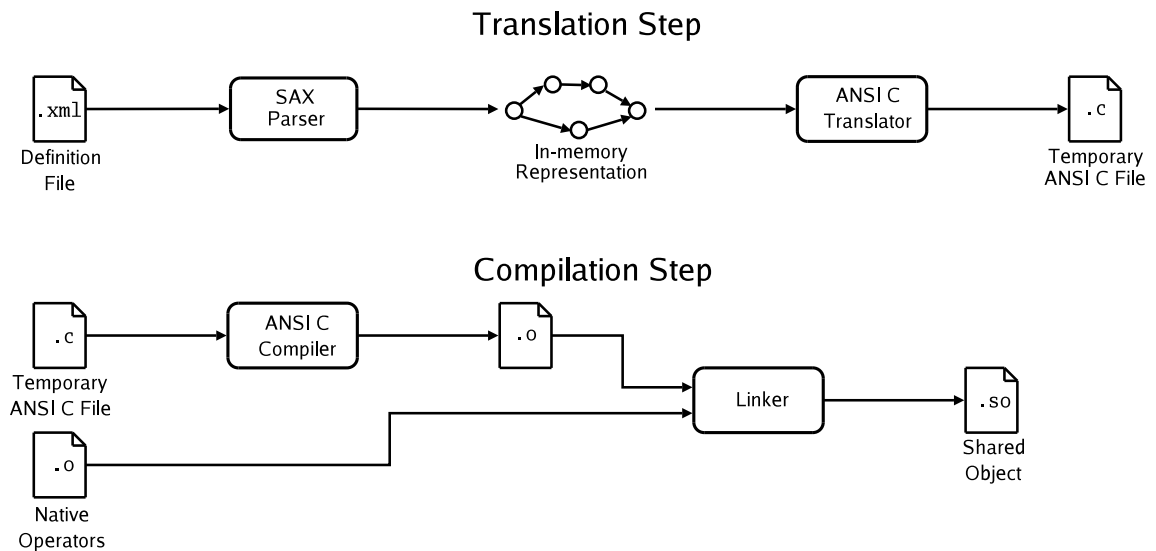 Translation Step
.xml
SAX
Parser
ANSI C
Translator
.c
Definition
File
In-memory
Representation
Temporary
ANSI C File
Compilation Step
.c
ANSI C
Compiler
.o
Temporary
ANSI C File
Linker
.so
Shared
Object
.o
Native
Operators